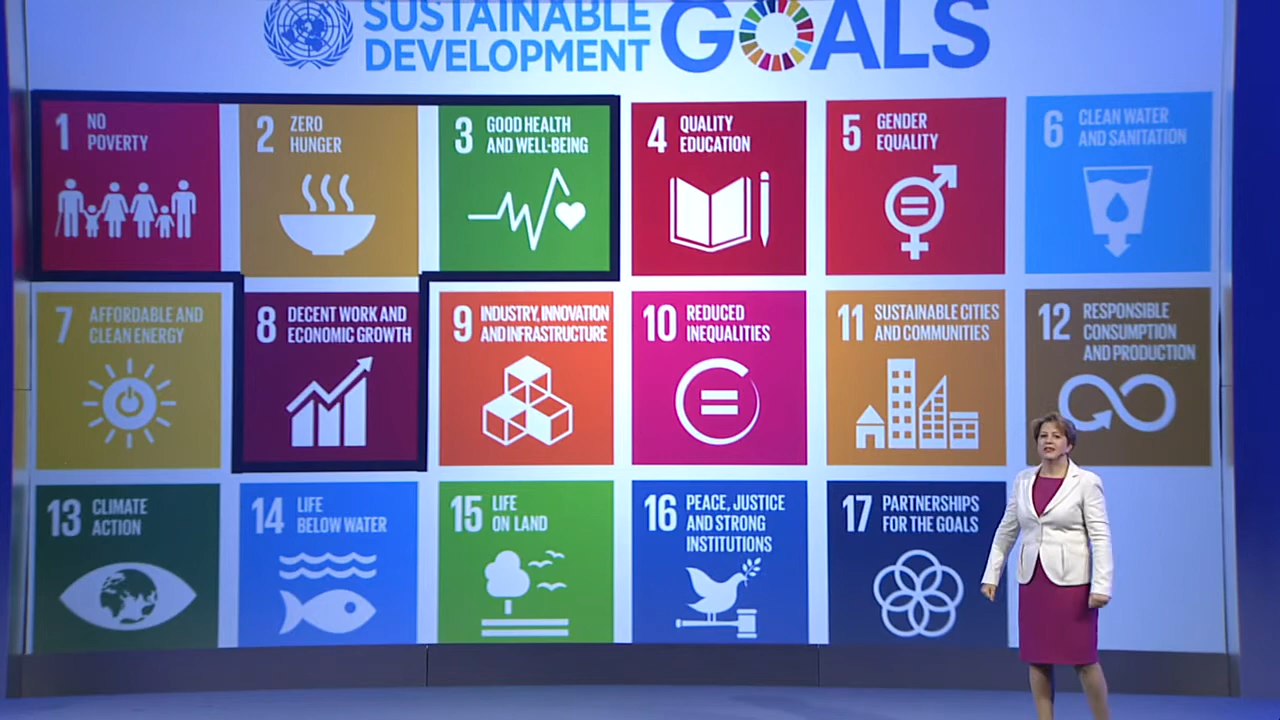 SUSTAINABLE
DEVELOPMENT
GOALS
1 NO
POVERTY
2 ZERO
HUNGER
3 GOOD HEALTH
AND WELL-BEING
4 QUALITY
EDUCATION
5 GENDER
EQUALITY
6 CLEAN WATER
AND SANITATION
7 AFFORDABLE AND
CLEAN ENERGY
8 DECENT WORK AND
ECONOMIC GROWTH
9 INDUSTRY, INNOVATION
AND INFRASTRUCTURE
10 REDUCED
INEQUALITIES
11 SUSTAINABLE CITIES
AND COMMUNITIES
12 RESPONSIBLE
CONSUMPTION
AND PRODUCTION
13 CLIMATE
ACTION
14 LIFE
BELOW WATER
15 LIFE
ON LAND
16 PEACE, JUSTICE
AND STRONG
INSTITUTIONS
17 PARTNERSHIPS
FOR THE GOALS